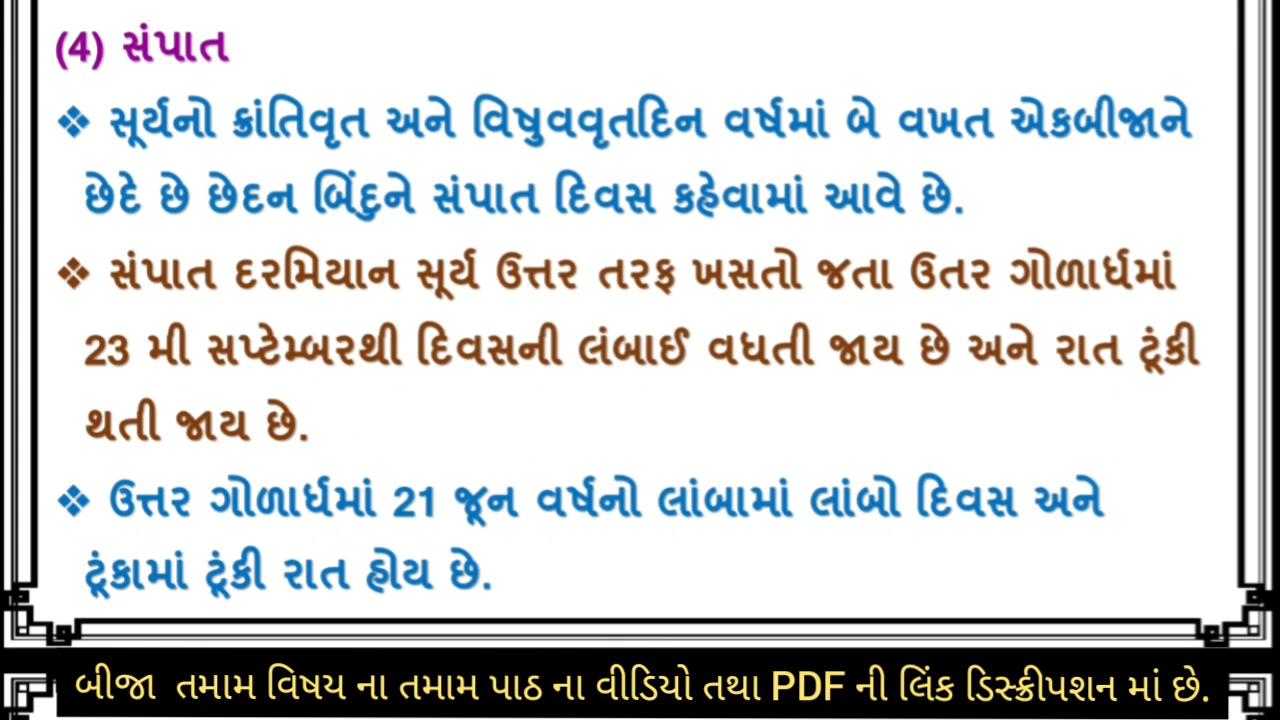 (4) સંપાત
❖ સૂર્યનો ક્રાંતિવૃત અને વિષુવવૃતદિન વર્ષમાં બે વખત એકબીજાને
છેદે છે છેદન બિંદુને સંપાત દિવસ કહેવામાં આવે છે.
❖ સંપાત દરમિયાન સૂર્ય ઉત્તર તરફ ખસતો જતા ઉતર ગોળાર્ધમાં
23 મી સપ્ટેમ્બરથી દિવસની લંબાઈ વધતી જાય છે અને રાત ટૂંકી
થતી જાય છે.
❖ ઉત્તર ગોળાર્ધમાં 21 જૂન વર્ષનો લાંબામાં લાંબો દિવસ અને
ટૂંકામાં ટૂંકી રાત હોય છે.
બીજા તમામ વિષય ના તમામ પાઠ ના વીડિયો તથા PDF ની લિંક ડિસ્ક્રીપશન માં છે.